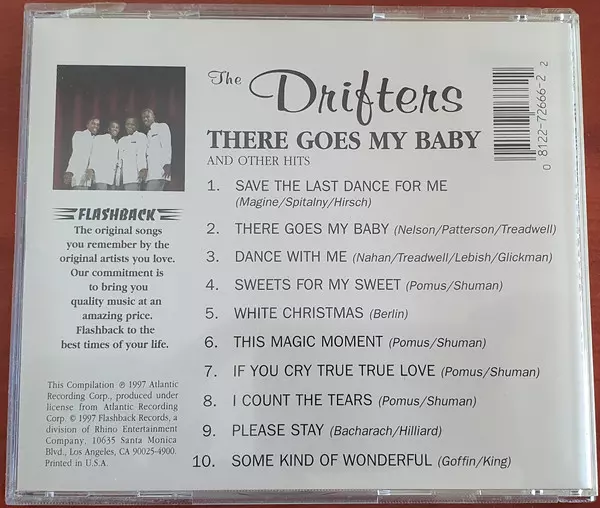 The Drifters
THERE GOES MY BABY
AND OTHER HITS
1. SAVE THE LAST DANCE FOR ME
(Magine/Spitalny/Hirsch)
2. THERE GOES MY BABY (Nelson/Patterson/Treadwell)
3. DANCE WITH ME (Nahan/Treadwell/Lebish/Glickman)
4. SWEETS FOR MY SWEET (Pomus/Shuman)
5. WHITE CHRISTMAS (Berlin)
6. THIS MAGIC MOMENT (Pomus/Shuman)
7. IF YOU CRY TRUE TRUE LOVE (Pomus/Shuman)
8. I COUNT THE TEARS (Pomus/Shuman)
9. PLEASE STAY (Bacharach/Hilliard)
10. SOME KIND OF WONDERFUL (Goffin/King)
FLASHBACK
The original songs
you remember by the
original artists you love.
Our commitment is
to bring you
quality music at an
amazing price.
Flashback to the
best times of your life.
This Compilation ℗ 1997 Atlantic
Recording Corp., produced under
license from Atlantic Recording
Corp. © 1997 Flashback Records, a
division of Rhino Entertainment
Company, 10635 Santa Monica
Blvd., Los Angeles, CA 90025-4900.
Printed in U.S.A.
0 8122-72666-2 2